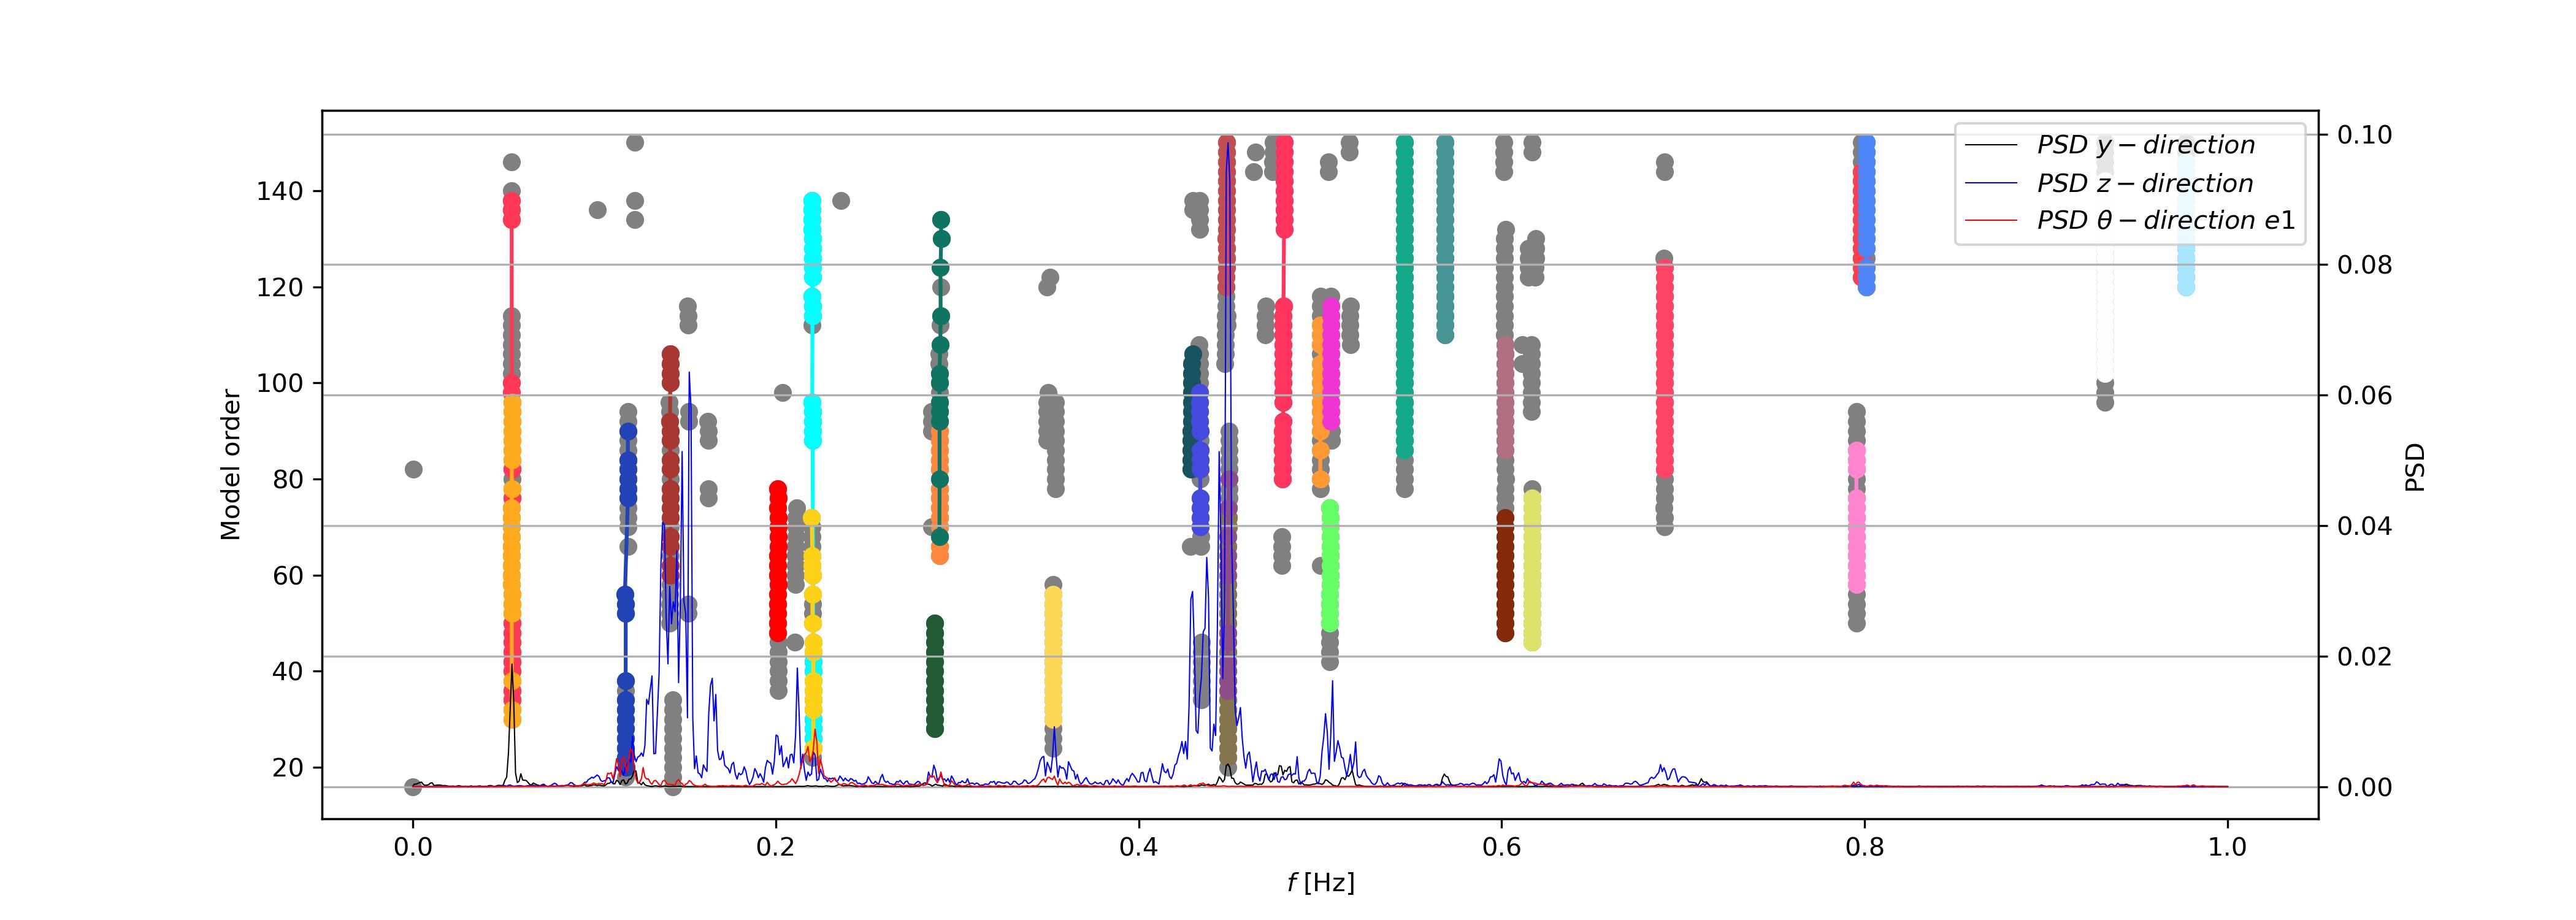 PSD y − direction
PSD z − direction
PSD θ − direction e1
Model order
140
120
100
80
60
40
20
0.10
0.08
0.06
0.04
0.02
0.00
PSD
0.0 0.2 0.4 0.6 0.8 1.0
f [Hz]